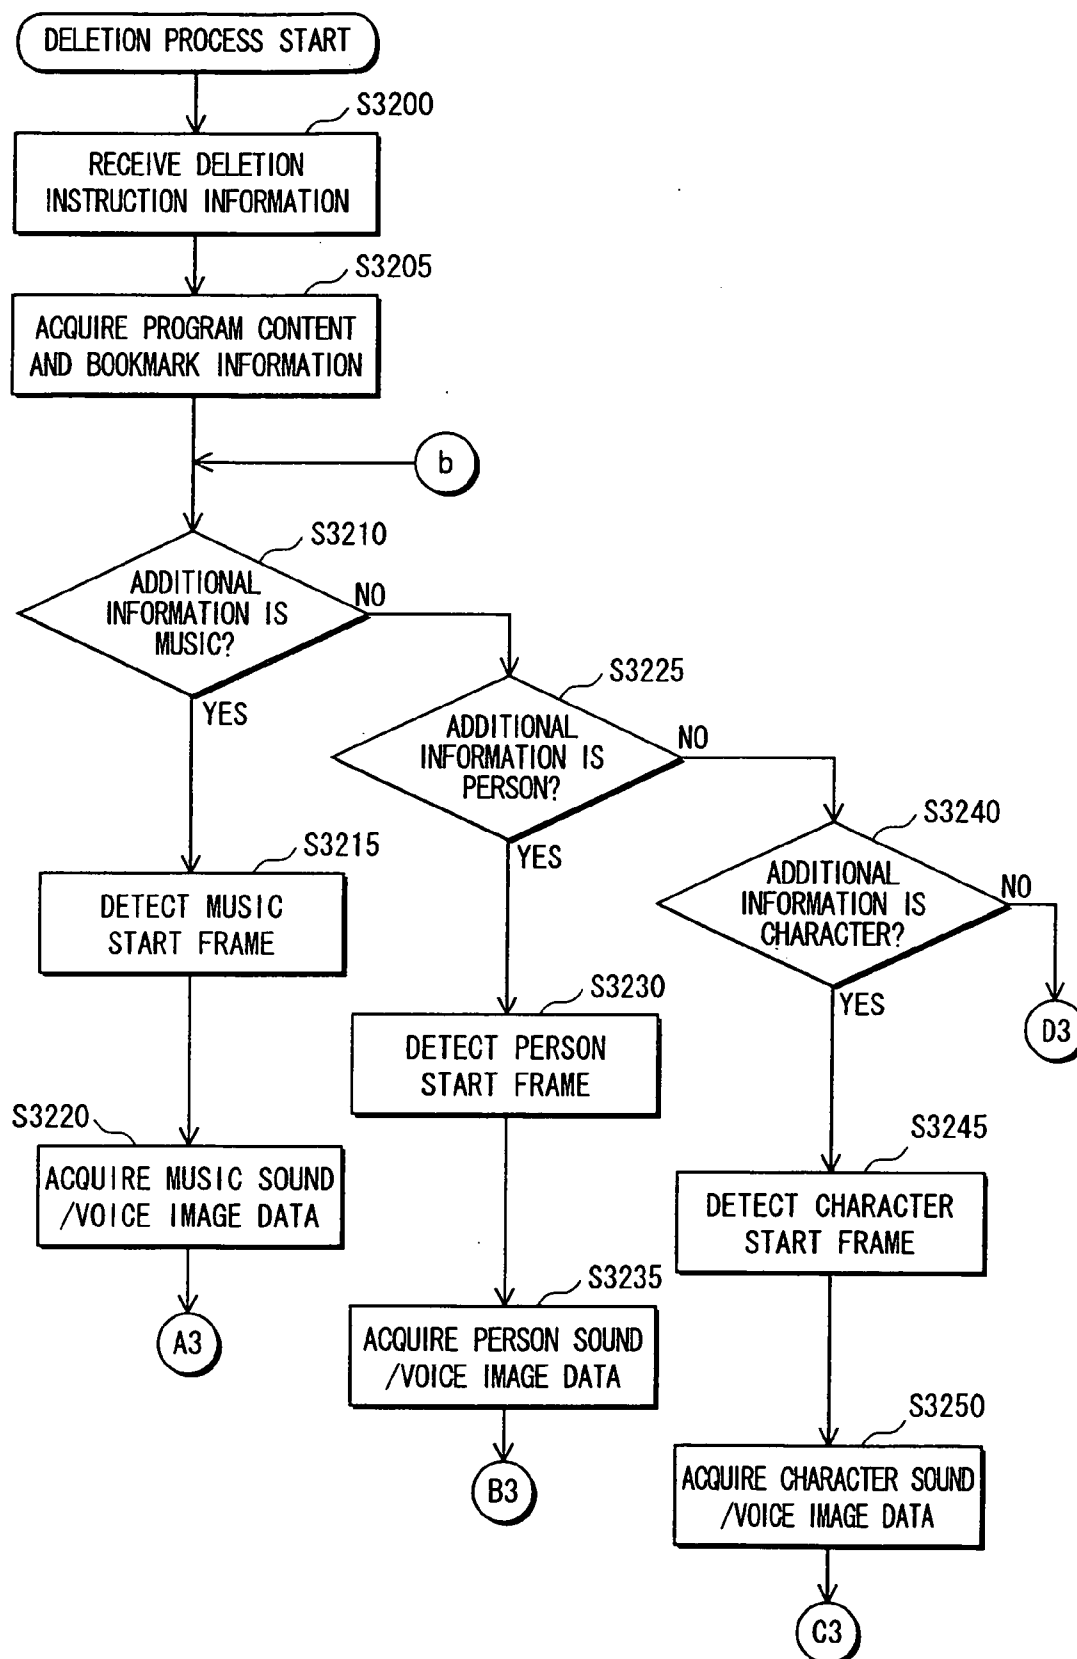 DELETION PROCESS START
S3200
RECEIVE DELETION
INSTRUCTION INFORMATION
S3205
ACQUIRE PROGRAM CONTENT
AND BOOKMARK INFORMATION
b
S3210
ADDITIONAL
INFORMATION IS
MUSIC?
NO
YES
S3225
ADDITIONAL
INFORMATION IS
PERSON?
NO
YES
S3240
ADDITIONAL
INFORMATION IS
CHARACTER?
NO
YES
D3
S3215
DETECT MUSIC
START FRAME
S3230
DETECT PERSON
START FRAME
S3220
ACQUIRE MUSIC SOUND
/VOICE IMAGE DATA
A3
S3245
DETECT CHARACTER
START FRAME
S3235
ACQUIRE PERSON SOUND
/VOICE IMAGE DATA
B3
S3250
ACQUIRE CHARACTER SOUND
/VOICE IMAGE DATA
C3